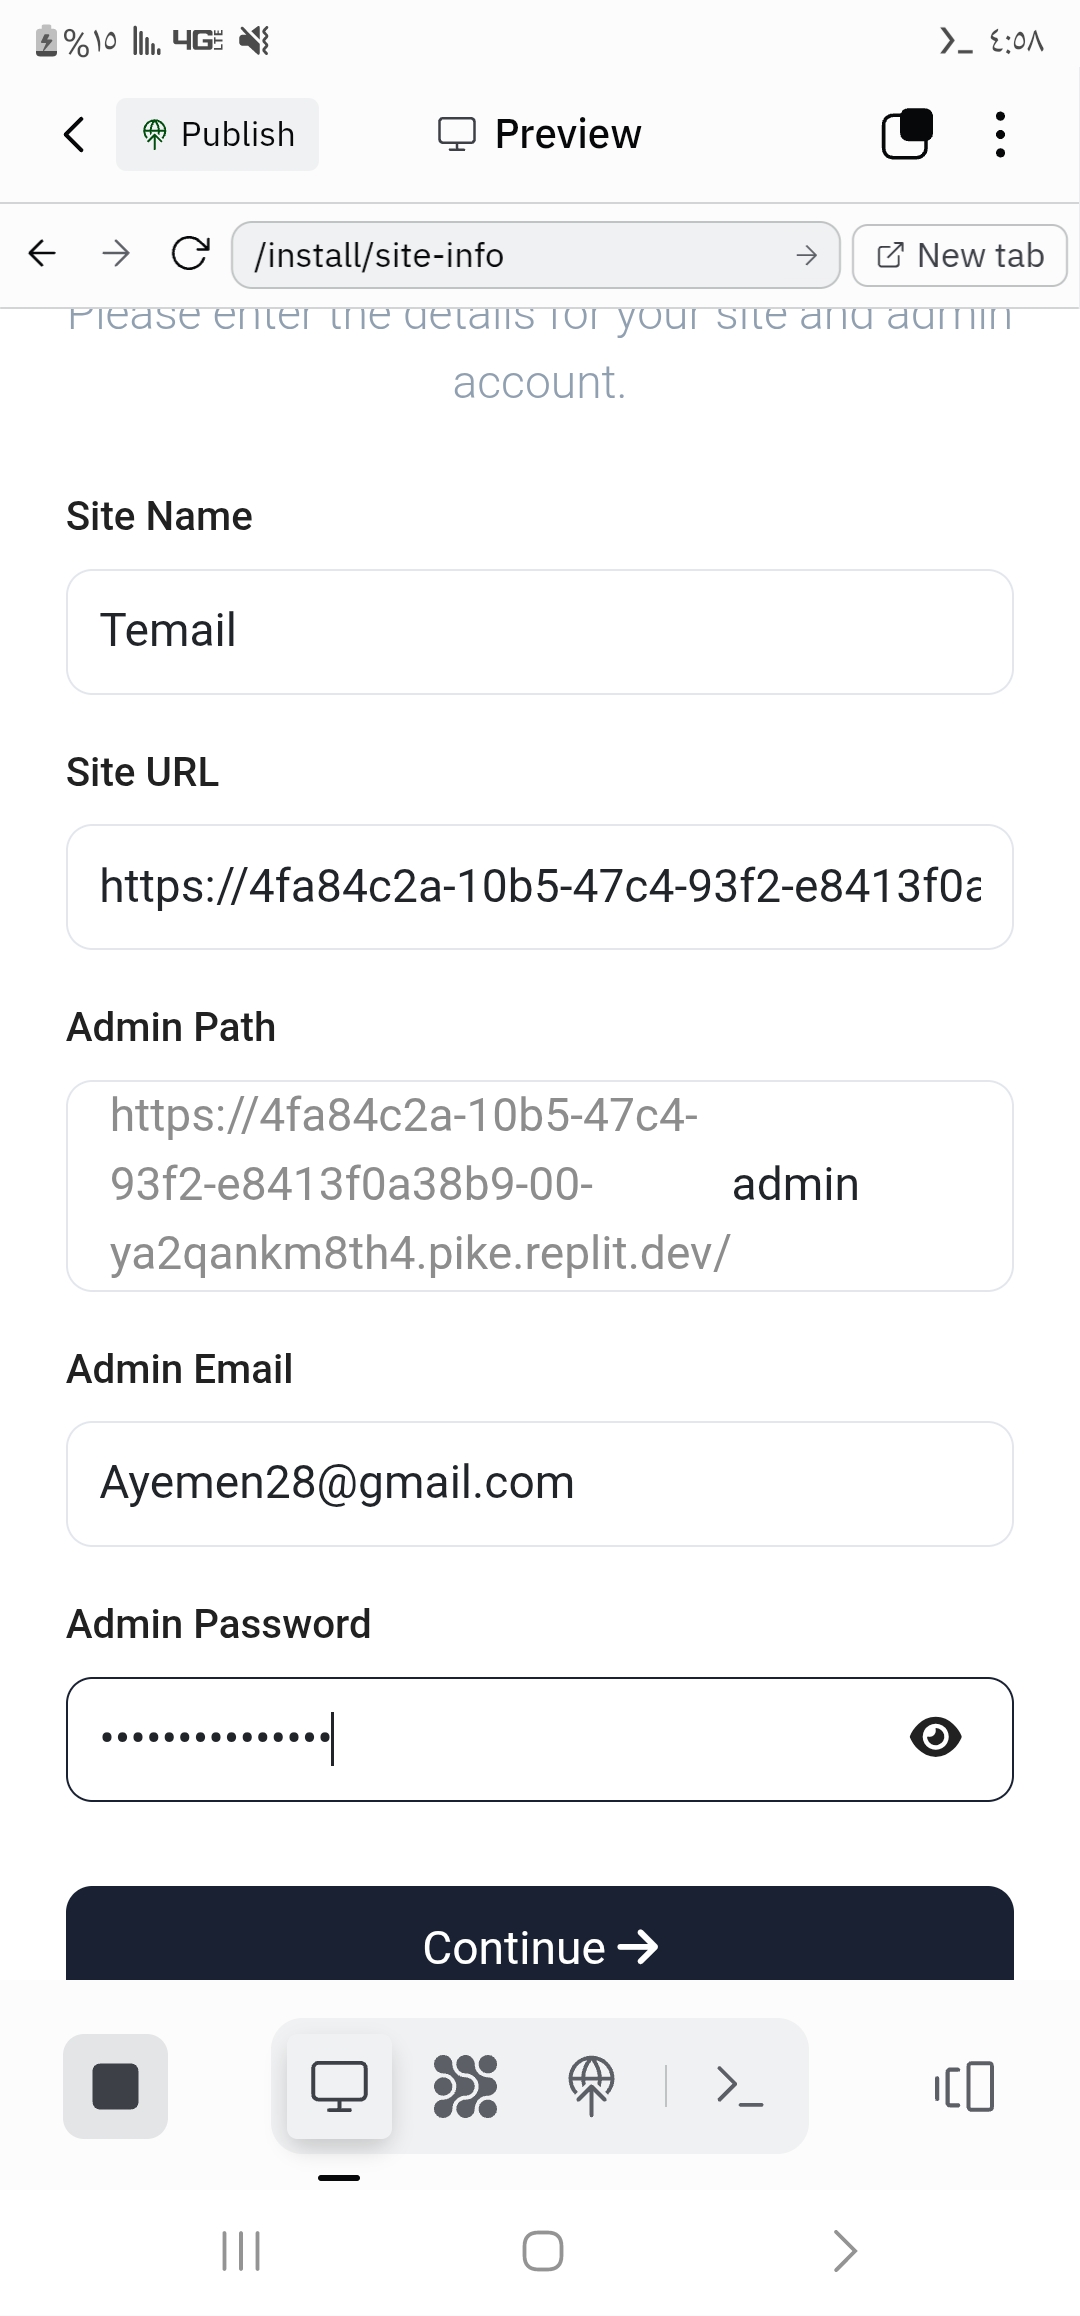 %١٥ 4G LTE ٤:٥٨
Publish Preview
/install/site-info New tab
Please enter the details for your site and admin
account.
Site Name
Temail
Site URL
https://4fa84c2a-10b5-47c4-93f2-e8413f0a
Admin Path
https://4fa84c2a-10b5-47c4-
93f2-e8413f0a38b9-00- admin
ya2qankm8th4.pike.replit.dev/
Admin Email
Ayemen28@gmail.com
Admin Password
•••••••••••••••
Continue →